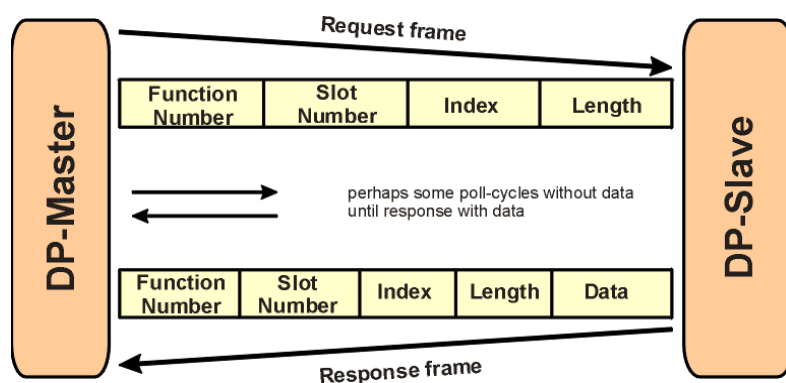 Request frame
DP-Master
DP-Slave
Function Number
Slot Number
Index
Length
perhaps some poll-cycles without data
until response with data
Function Number
Slot Number
Index
Length
Data
Response frame